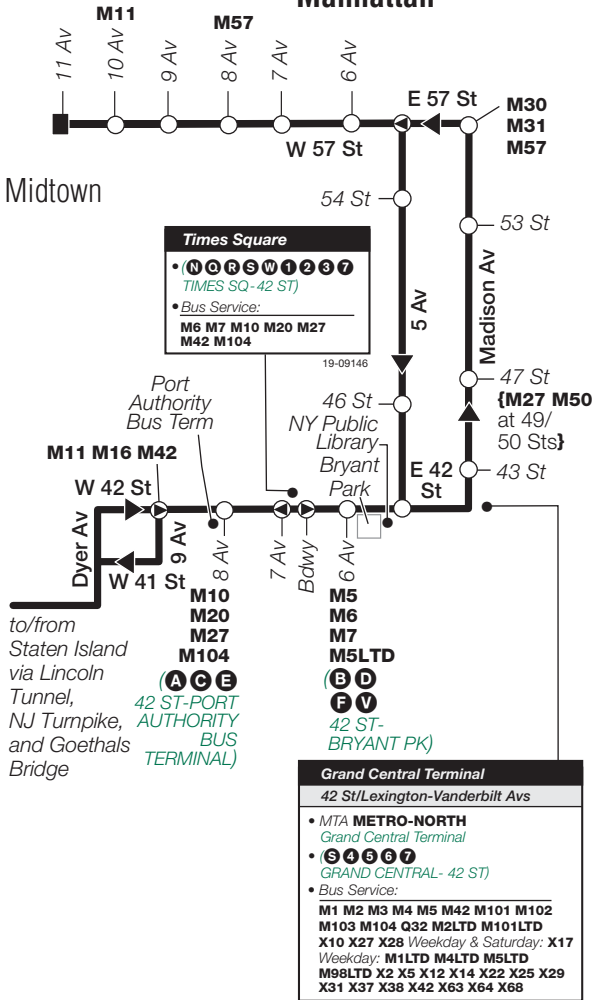 Manhattan
M11
M57
11 Av
10 Av
9 Av
8 Av
7 Av
6 Av
E 57 St
M30
M31
M57
W 57 St
Midtown
54 St
53 St
Times Square
• (N Q R S W 1 2 3 7
TIMES SQ-42 ST)
• Bus Service:
M6 M7 M10 M20 M27
M42 M104
19-09146
5 Av
Madison Av
47 St
{M27 M50
at 49/
50 Sts}
46 St
Port
Authority
Bus Term
NY Public
Library
Bryant
Park
E 42
St
43 St
M11 M16 M42
W 42 St
Dyer Av
9 Av
W 41 St
8 Av
7 Av
Bdwy
6 Av
M10
M20
M27
M104
(A C E
42 ST-PORT
AUTHORITY
BUS
TERMINAL)
M5
M6
M7
M5LTD
(B D
F V
42 ST-
BRYANT PK)
to/from
Staten Island
via Lincoln
Tunnel,
NJ Turnpike,
and Goethals
Bridge
Grand Central Terminal
42 St/Lexington-Vanderbilt Avs
• MTA METRO-NORTH
Grand Central Terminal
• (S 4 5 6 7
GRAND CENTRAL- 42 ST)
• Bus Service:
M1 M2 M3 M4 M5 M42 M101 M102
M103 M104 Q32 M2LTD M101LTD
X10 X27 X28 Weekday & Saturday: X17
Weekday: M1LTD M4LTD M5LTD
M98LTD X2 X5 X12 X14 X22 X25 X29
X31 X37 X38 X42 X63 X64 X68